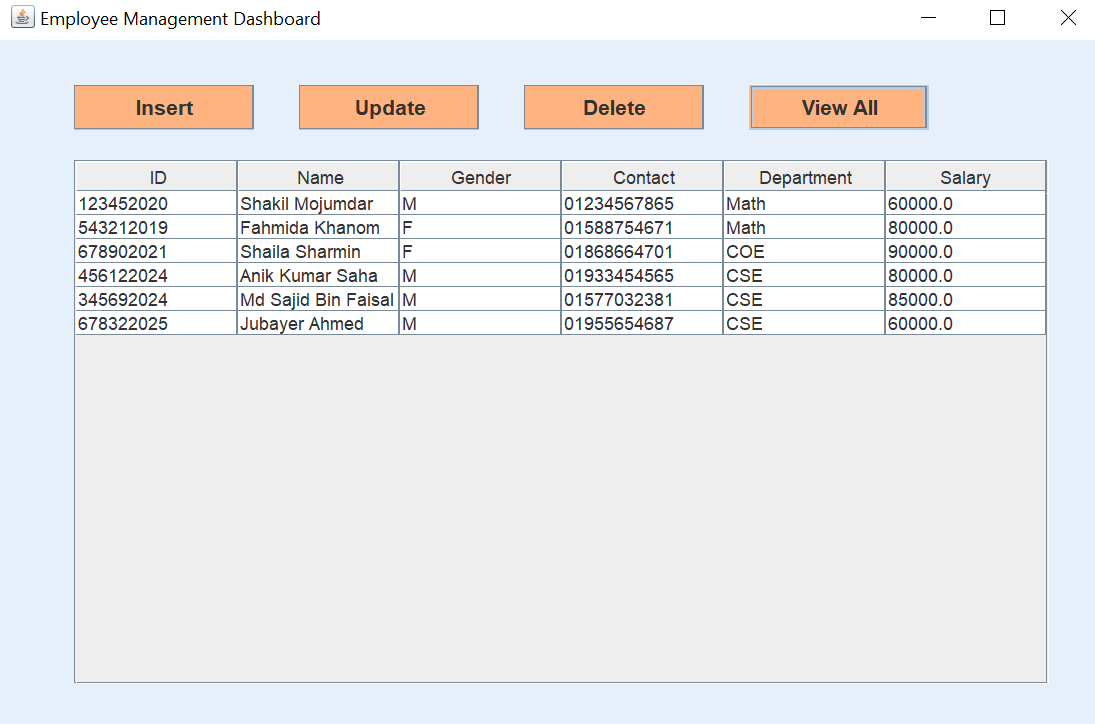 Employee Management Dashboard
Insert Update Delete View All
ID Name Gender Contact Department Salary
123452020 Shakil Mojumdar M 01234567865 Math 60000.0
543212019 Fahmida Khanom F 01588754671 Math 80000.0
678902021 Shaila Sharmin F 01868664701 COE 90000.0
456122024 Anik Kumar Saha M 01933454565 CSE 80000.0
345692024 Md Sajid Bin Faisal M 01577032381 CSE 85000.0
678322025 Jubayer Ahmed M 01955654687 CSE 60000.0